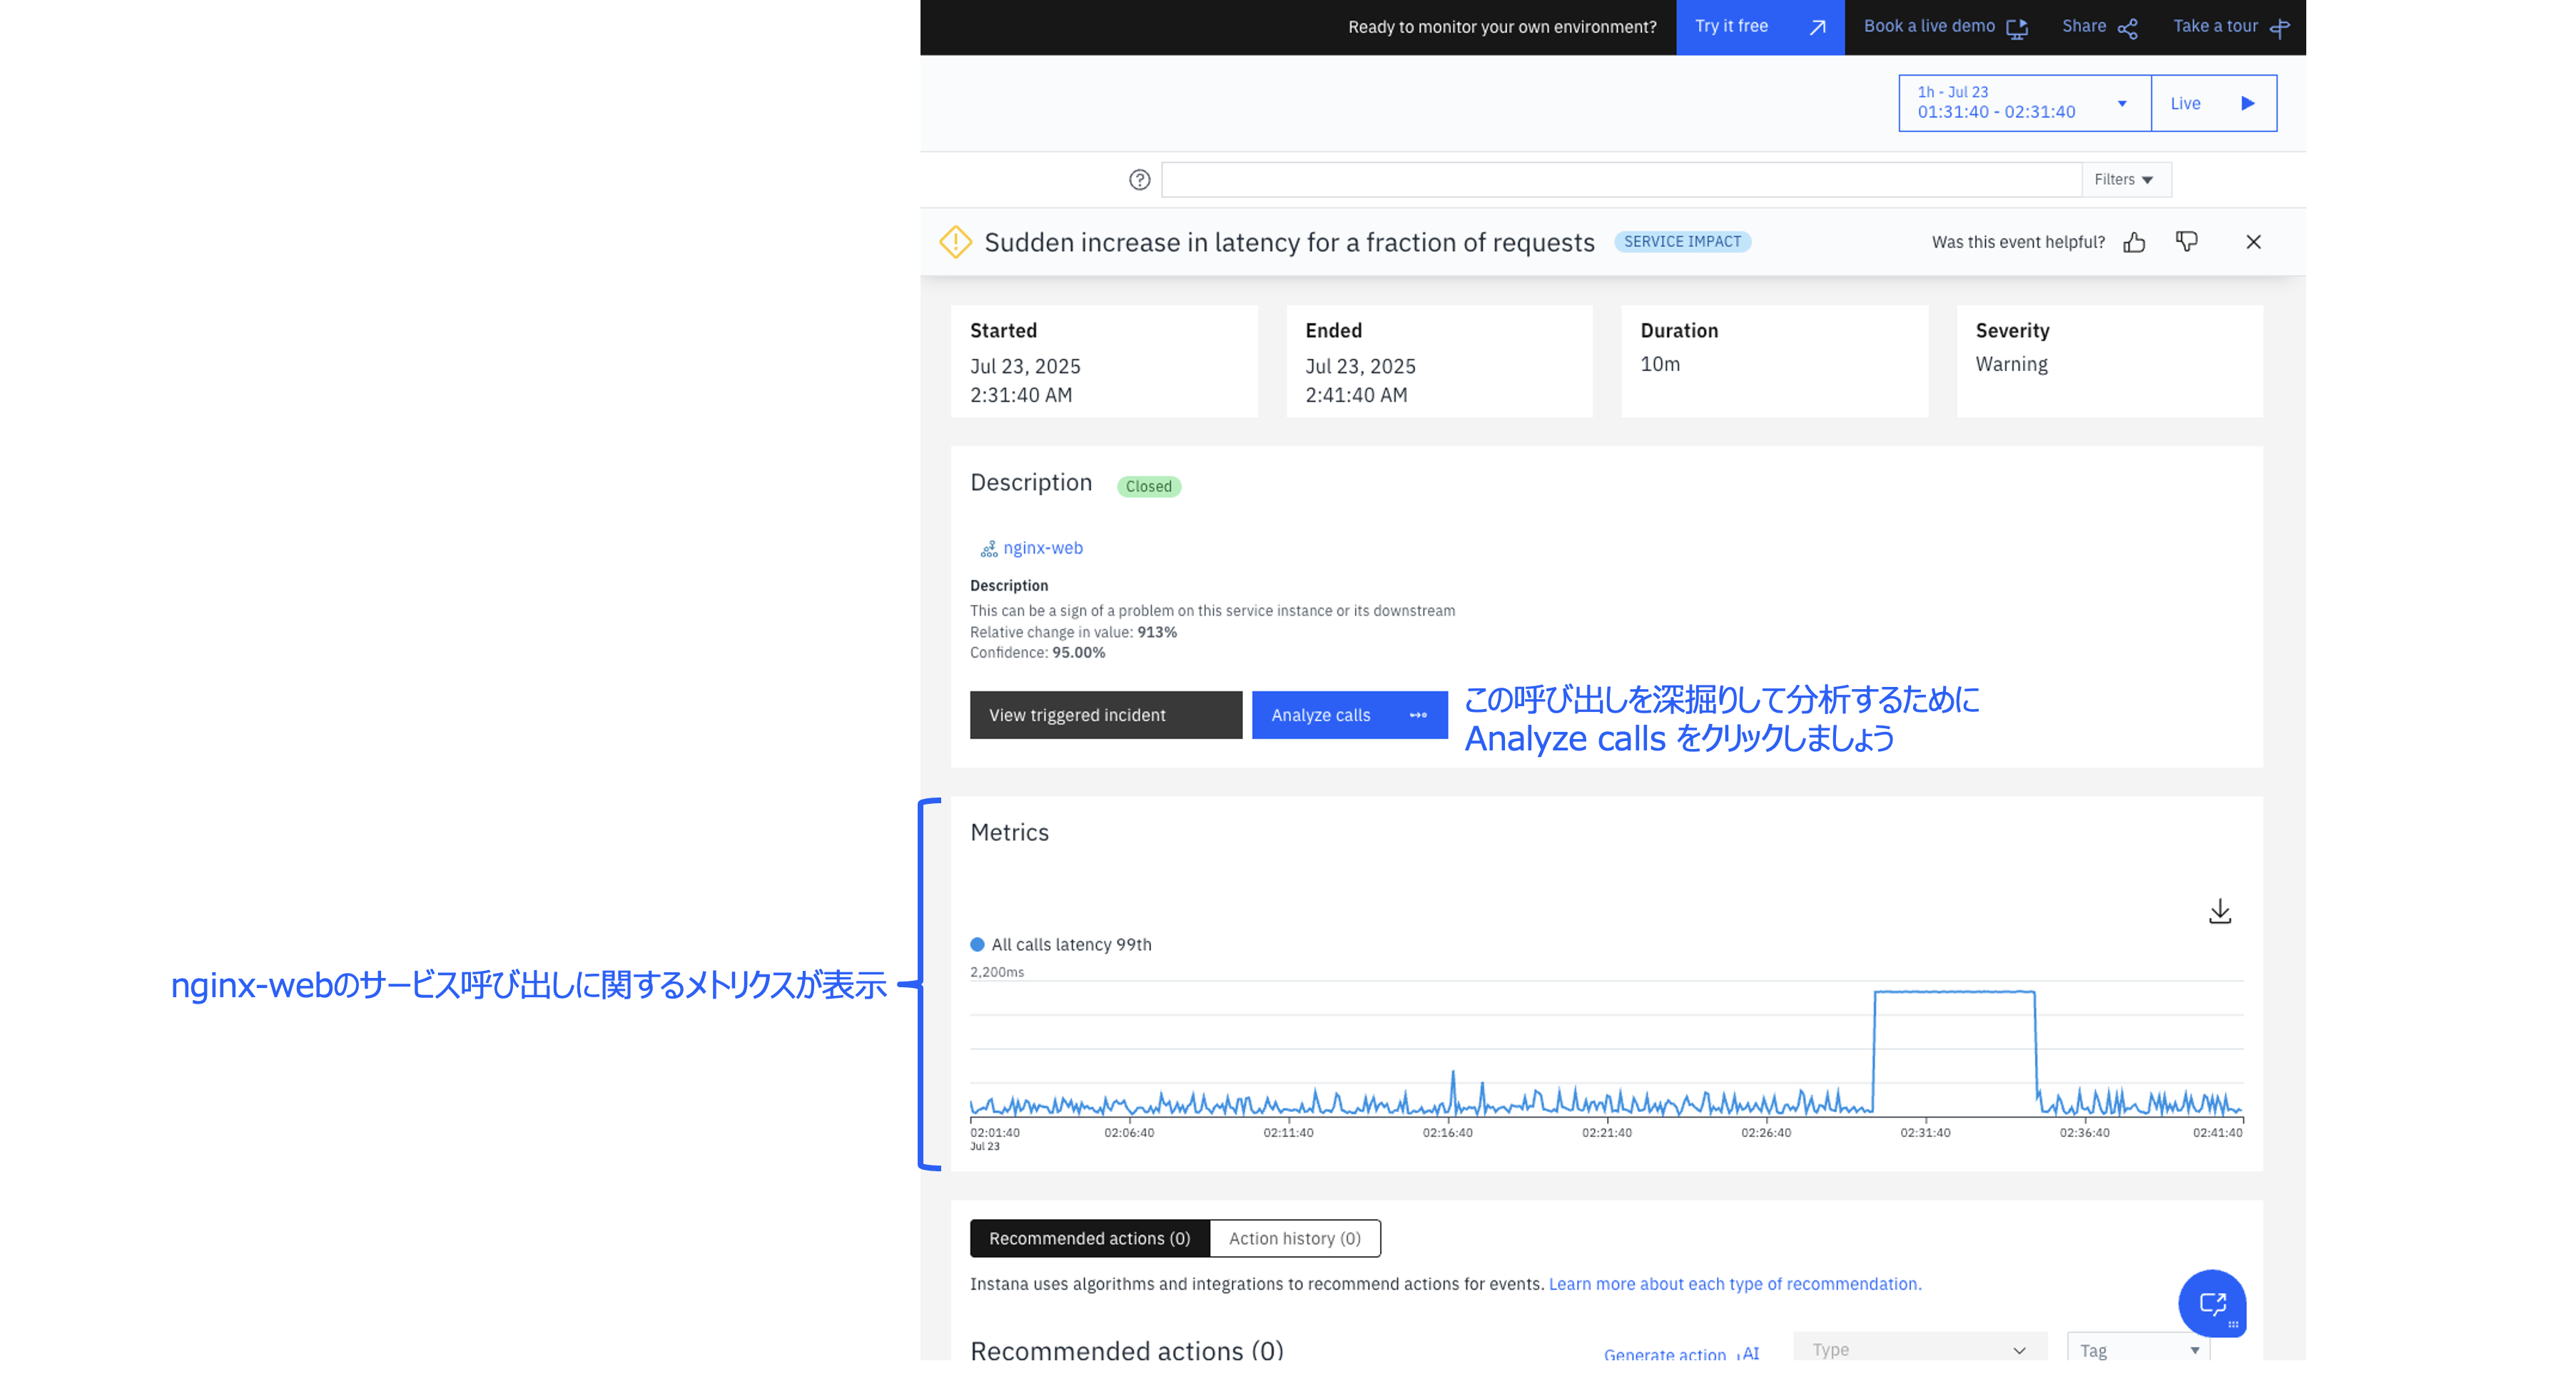 Ready to monitor your own environment? Try it free Book a live demo Share Take a tour
1h - Jul 23
01:31:40 - 02:31:40
Live
Filters
Sudden increase in latency for a fraction of requests SERVICE IMPACT Was this event helpful?
Started
Jul 23, 2025
2:31:40 AM
Ended
Jul 23, 2025
2:41:40 AM
Duration
10m
Severity
Warning
Description Closed
nginx-web
Description
This can be a sign of a problem on this service instance or its downstream
Relative change in value: 913%
Confidence: 95.00%
View triggered incident Analyze calls
この呼び出しを深掘りして分析するために
Analyze calls をクリックしましょう
Metrics
nginx-webのサービス呼び出しに関するメトリクスが表示
All calls latency 99th
2,200ms
02:01:40 02:06:40 02:11:40 02:16:40 02:21:40 02:26:40 02:31:40 02:36:40 02:41:40
Jul 23
Recommended actions (0) Action history (0)
Instana uses algorithms and integrations to recommend actions for events. Learn more about each type of recommendation.
Recommended actions (0) Generate action AI Type Tag